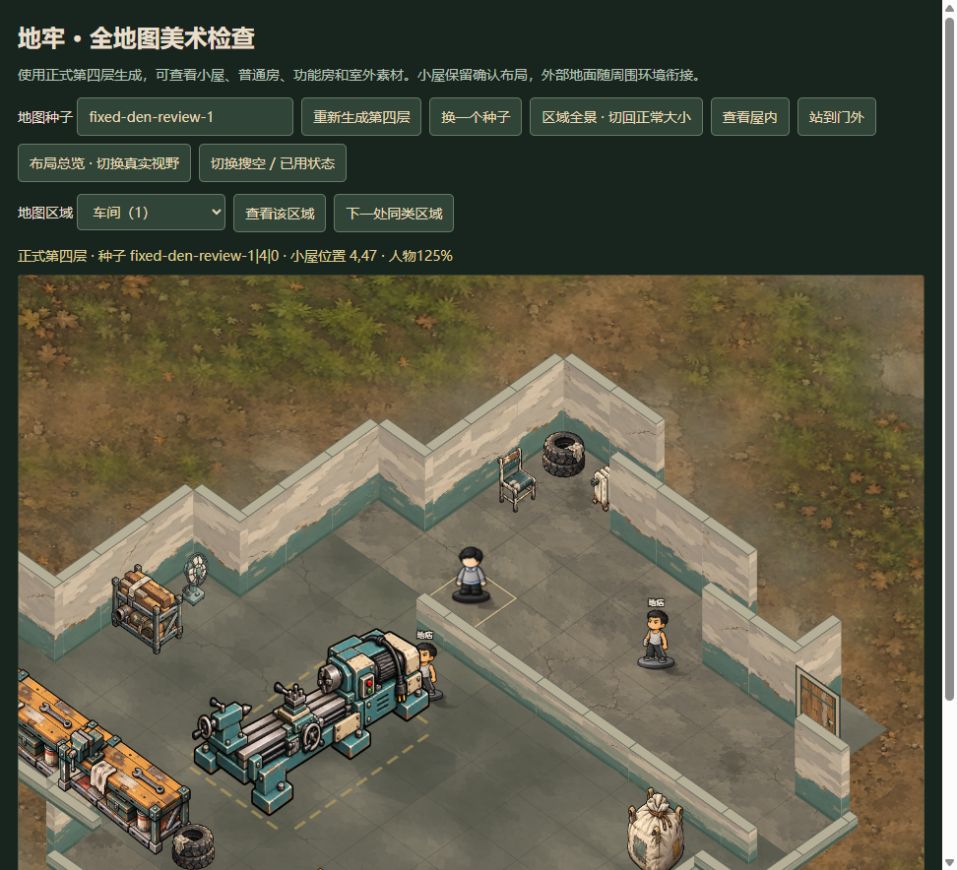 地牢 · 全地图美术检查
使用正式第四层生成，可查看小屋、普通房、功能房和室外素材。小屋保留确认布局，外部地面随周围环境衔接。
地图种子 fixed-den-review-1 重新生成第四层 换一个种子 区域全景 · 切回正常大小 查看屋内 站到门外
布局总览 · 切换真实视野 切换搜空 / 已用状态
地图区域 车间（1） 查看该区域 下一处同类区域
正式第四层 · 种子 fixed-den-review-1|4|0 · 小屋位置 4,47 · 人物125%
地痞
地痞